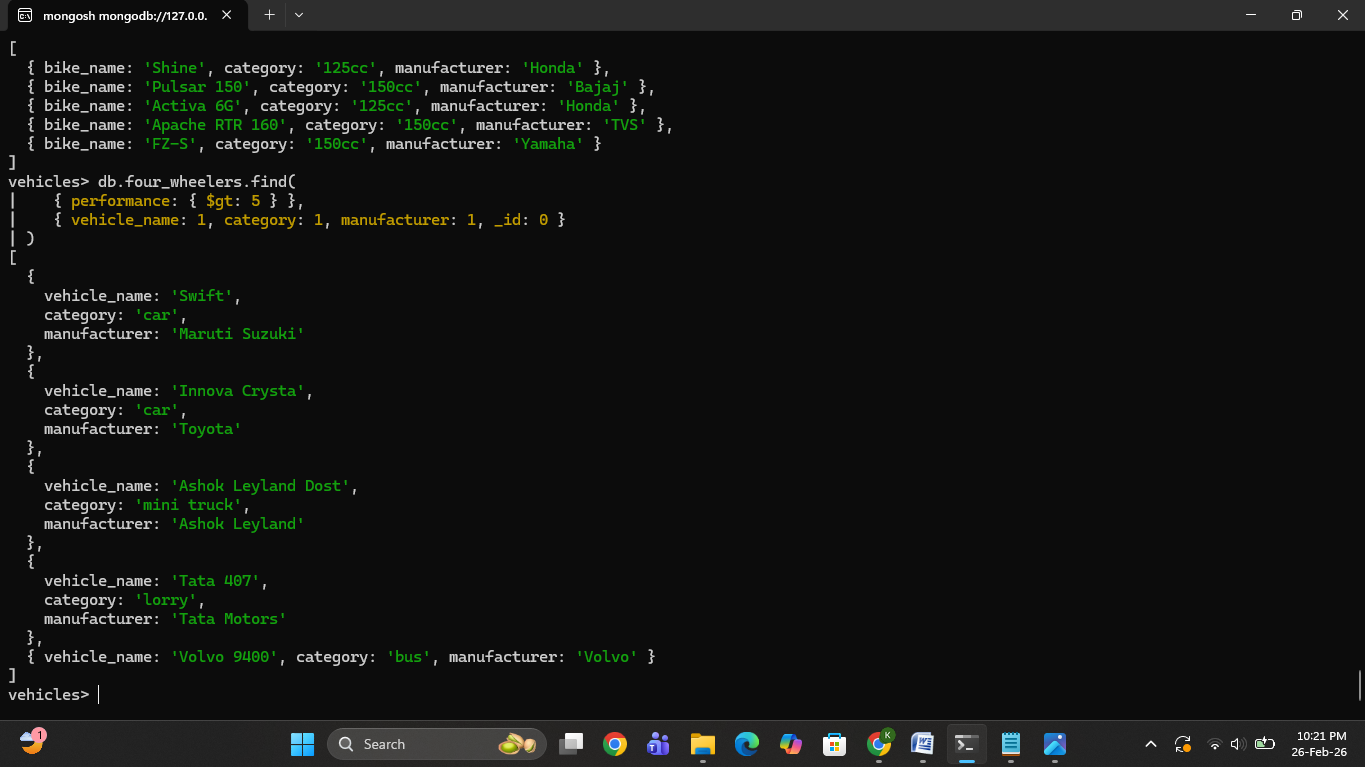 mongosh mongodb://127.0.0.
[
  { bike_name: 'Shine', category: '125cc', manufacturer: 'Honda' },
  { bike_name: 'Pulsar 150', category: '150cc', manufacturer: 'Bajaj' },
  { bike_name: 'Activa 6G', category: '125cc', manufacturer: 'Honda' },
  { bike_name: 'Apache RTR 160', category: '150cc', manufacturer: 'TVS' },
  { bike_name: 'FZ-S', category: '150cc', manufacturer: 'Yamaha' }
]
vehicles> db.four_wheelers.find(
|    { performance: { $gt: 5 } },
|    { vehicle_name: 1, category: 1, manufacturer: 1, _id: 0 }
| )
[
  {
    vehicle_name: 'Swift',
    category: 'car',
    manufacturer: 'Maruti Suzuki'
  },
  {
    vehicle_name: 'Innova Crysta',
    category: 'car',
    manufacturer: 'Toyota'
  },
  {
    vehicle_name: 'Ashok Leyland Dost',
    category: 'mini truck',
    manufacturer: 'Ashok Leyland'
  },
  {
    vehicle_name: 'Tata 407',
    category: 'lorry',
    manufacturer: 'Tata Motors'
  },
  { vehicle_name: 'Volvo 9400', category: 'bus', manufacturer: 'Volvo' }
]
vehicles>
1
Search
K
10:21 PM
26-Feb-26